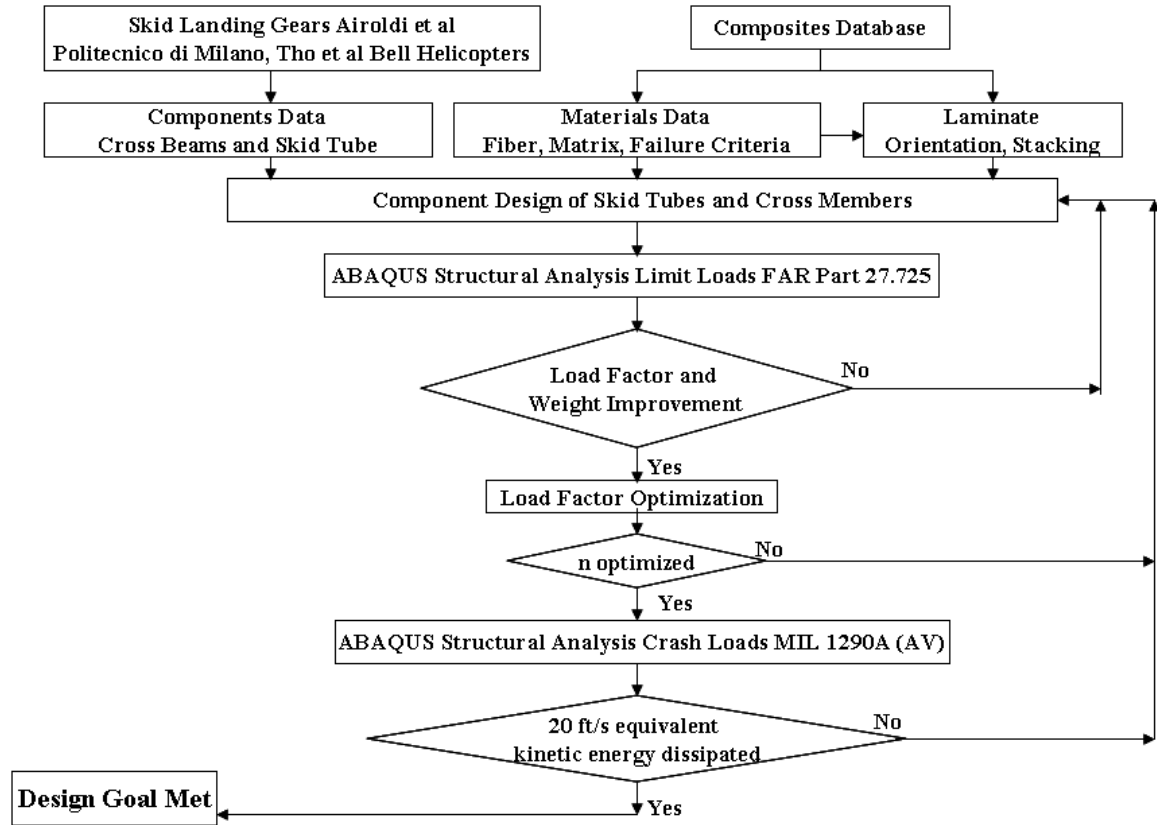 Skid Landing Gears Airoldi et al
Politecnico di Milano, Tho et al Bell Helicopters
Composites Database
Components Data
Cross Beams and Skid Tube
Materials Data
Fiber, Matrix, Failure Criteria
Laminate
Orientation, Stacking
Component Design of Skid Tubes and Cross Members
ABAQUS Structural Analysis Limit Loads FAR Part 27.725
Load Factor and
Weight Improvement
No
Yes
Load Factor Optimization
n optimized
No
Yes
ABAQUS Structural Analysis Crash Loads MIL 1290A (AV)
20 ft/s equivalent
kinetic energy dissipated
No
Yes
Design Goal Met